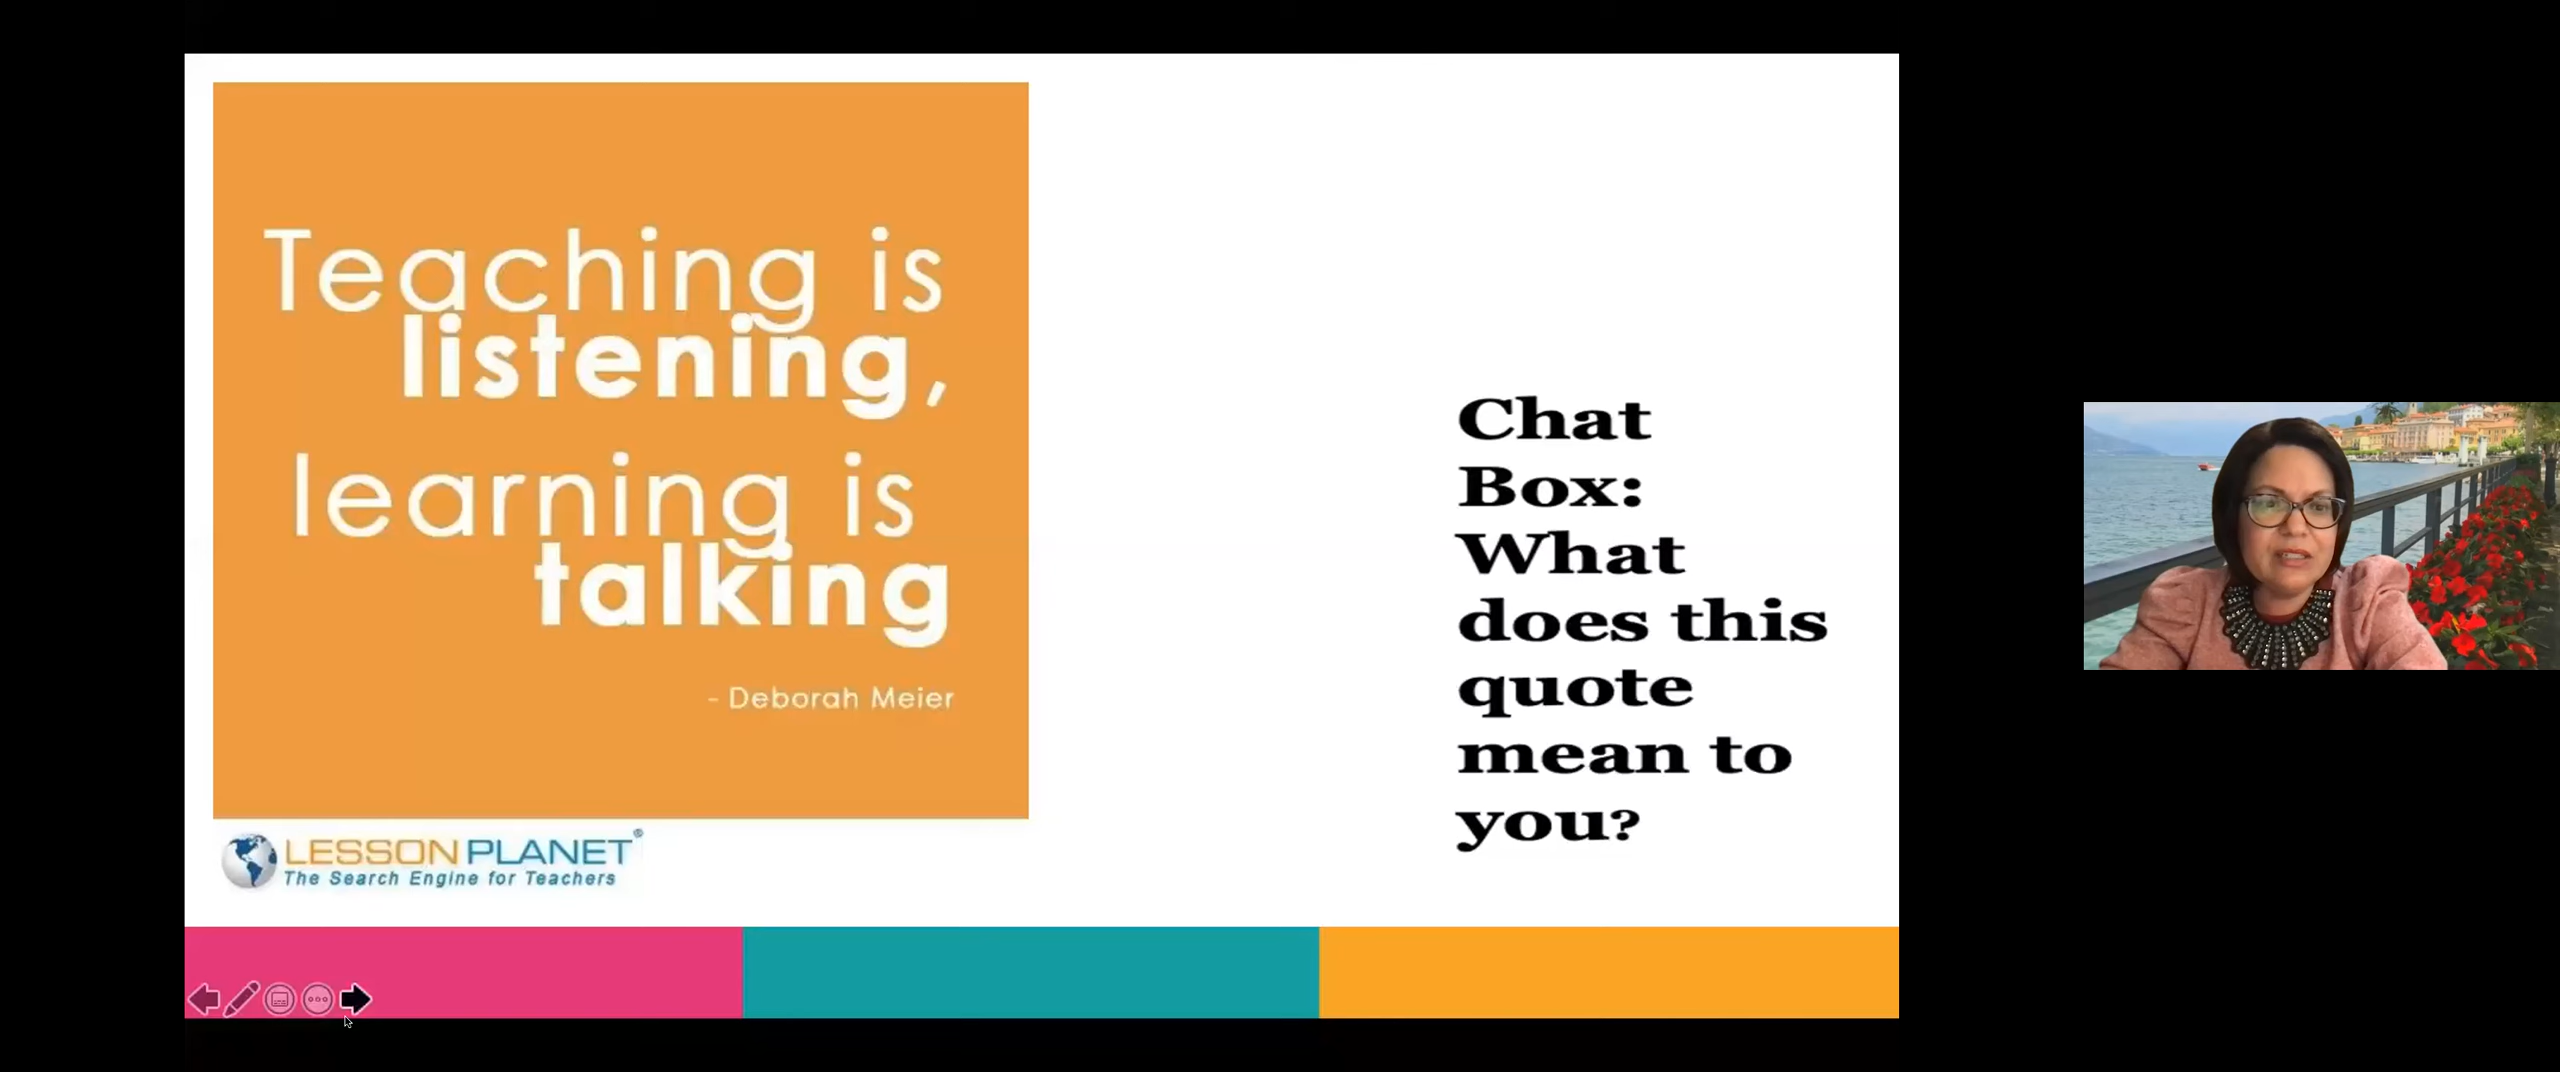 Teaching is
listening,
learning is
talking
- Deborah Meier
LESSON PLANET®
The Search Engine for Teachers
Chat
Box:
What
does this
quote
mean to
you?